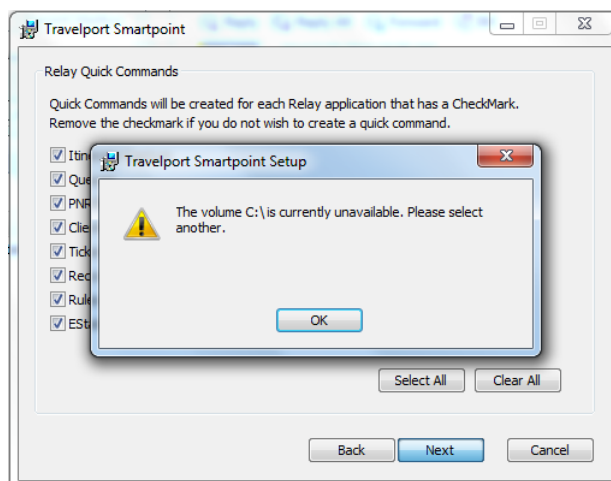 Travelport Smartpoint
Relay Quick Commands
Quick Commands will be created for each Relay application that has a CheckMark.
Remove the checkmark if you do not wish to create a quick command.
Travelport Smartpoint Setup
The volume C:\ is currently unavailable. Please select
another.
OK
Select All Clear All
Back Next Cancel